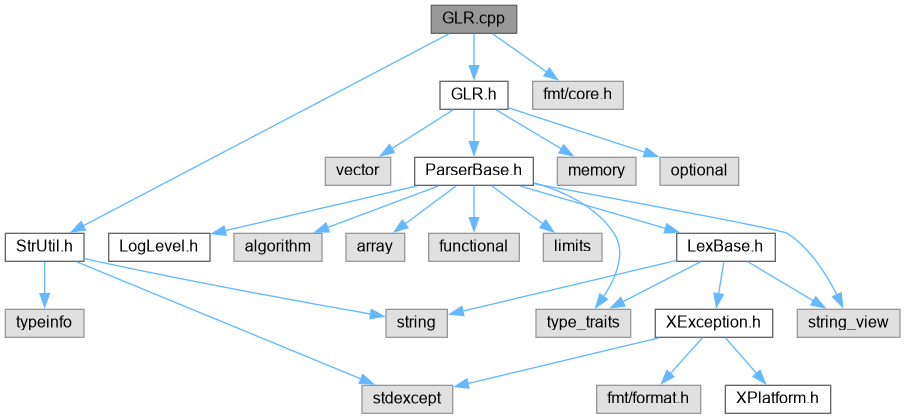 GLR.cpp
GLR.h
fmt/core.h
vector
ParserBase.h
memory
optional
StrUtil.h
LogLevel.h
algorithm
array
functional
limits
LexBase.h
typeinfo
string
type_traits
XException.h
string_view
stdexcept
fmt/format.h
XPlatform.h